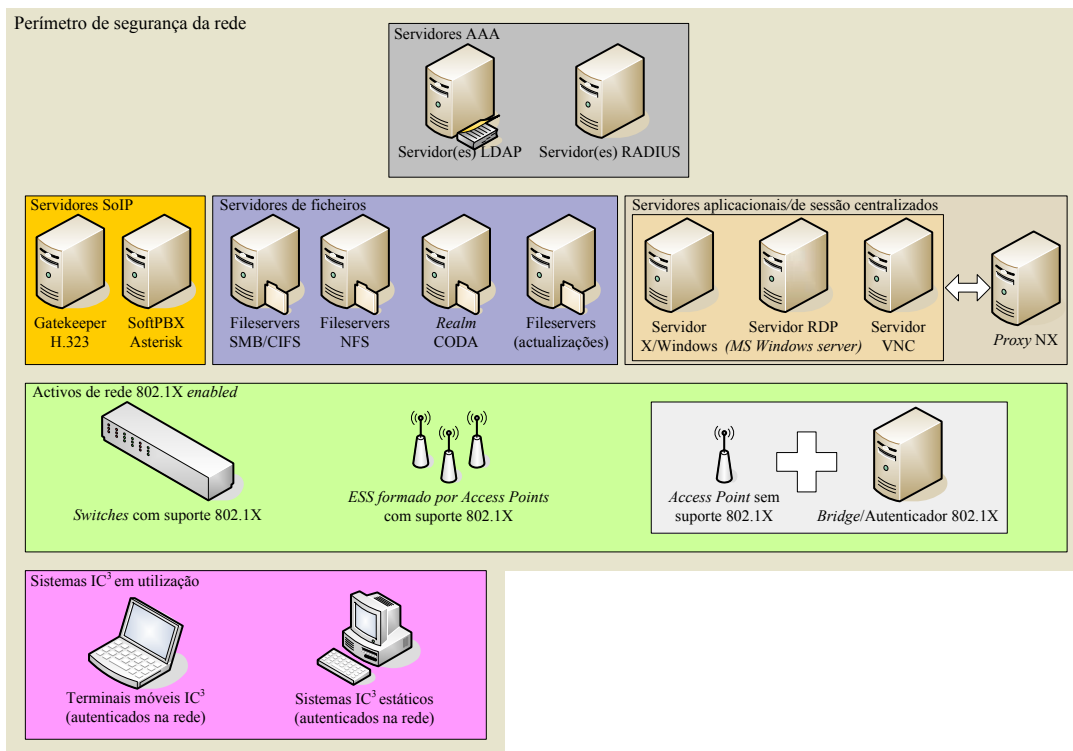 Perímetro de segurança da rede
Servidores AAA
Servidor(es) LDAP
Servidor(es) RADIUS
Servidores SoIP
Gatekeeper
H.323
SoftPBX
Asterisk
Servidores de ficheiros
Fileservers
SMB/CIFS
Fileservers
NFS
Realm
CODA
Fileservers
(actualizações)
Servidores aplicacionais/de sessão centralizados
Servidor
X/Windows
Servidor RDP
(MS Windows server)
Servidor
VNC
Proxy NX
Activos de rede 802.1X enabled
Switches com suporte 802.1X
ESS formado por Access Points
com suporte 802.1X
Access Point sem
suporte 802.1X
Bridge/Autenticador 802.1X
Sistemas IC³ em utilização
Terminais móveis IC³
(autenticados na rede)
Sistemas IC³ estáticos
(autenticados na rede)